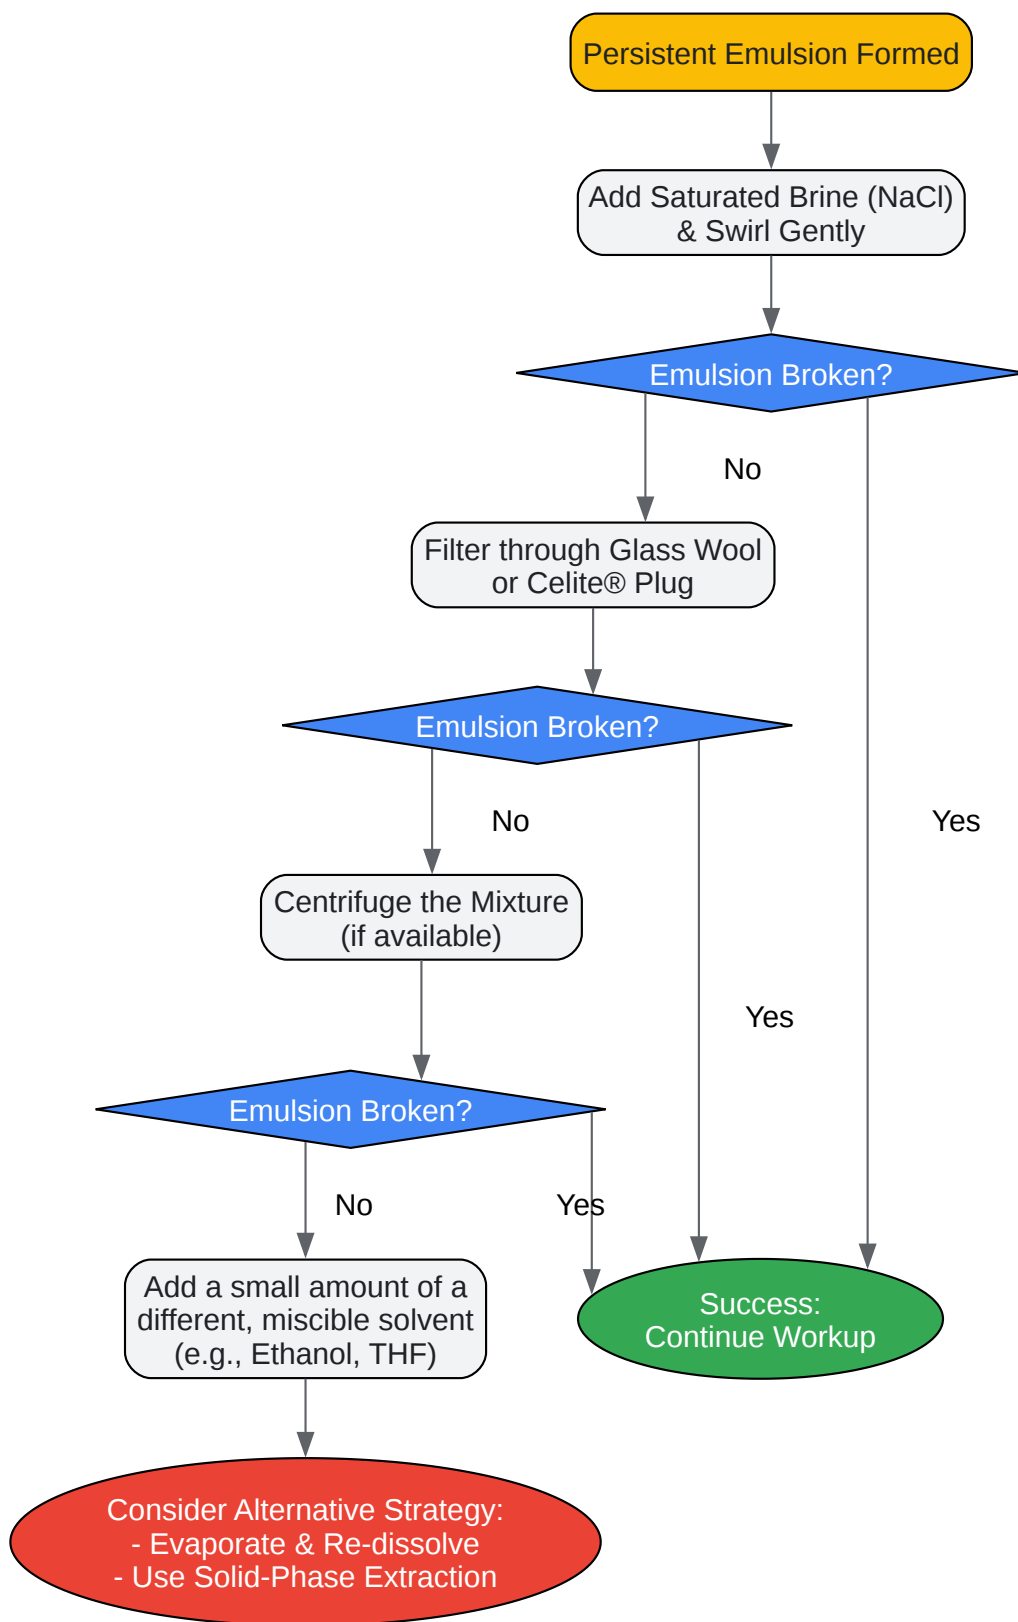 Persistent Emulsion Formed
Add Saturated Brine (NaCl)
& Swirl Gently
Emulsion Broken?
No
Filter through Glass Wool
or Celite® Plug
Emulsion Broken?
No
Yes
Centrifuge the Mixture
(if available)
Yes
Emulsion Broken?
No
Yes
Add a small amount of a
different, miscible solvent
(e.g., Ethanol, THF)
Success:
Continue Workup
Consider Alternative Strategy:
- Evaporate & Re-dissolve
- Use Solid-Phase Extraction